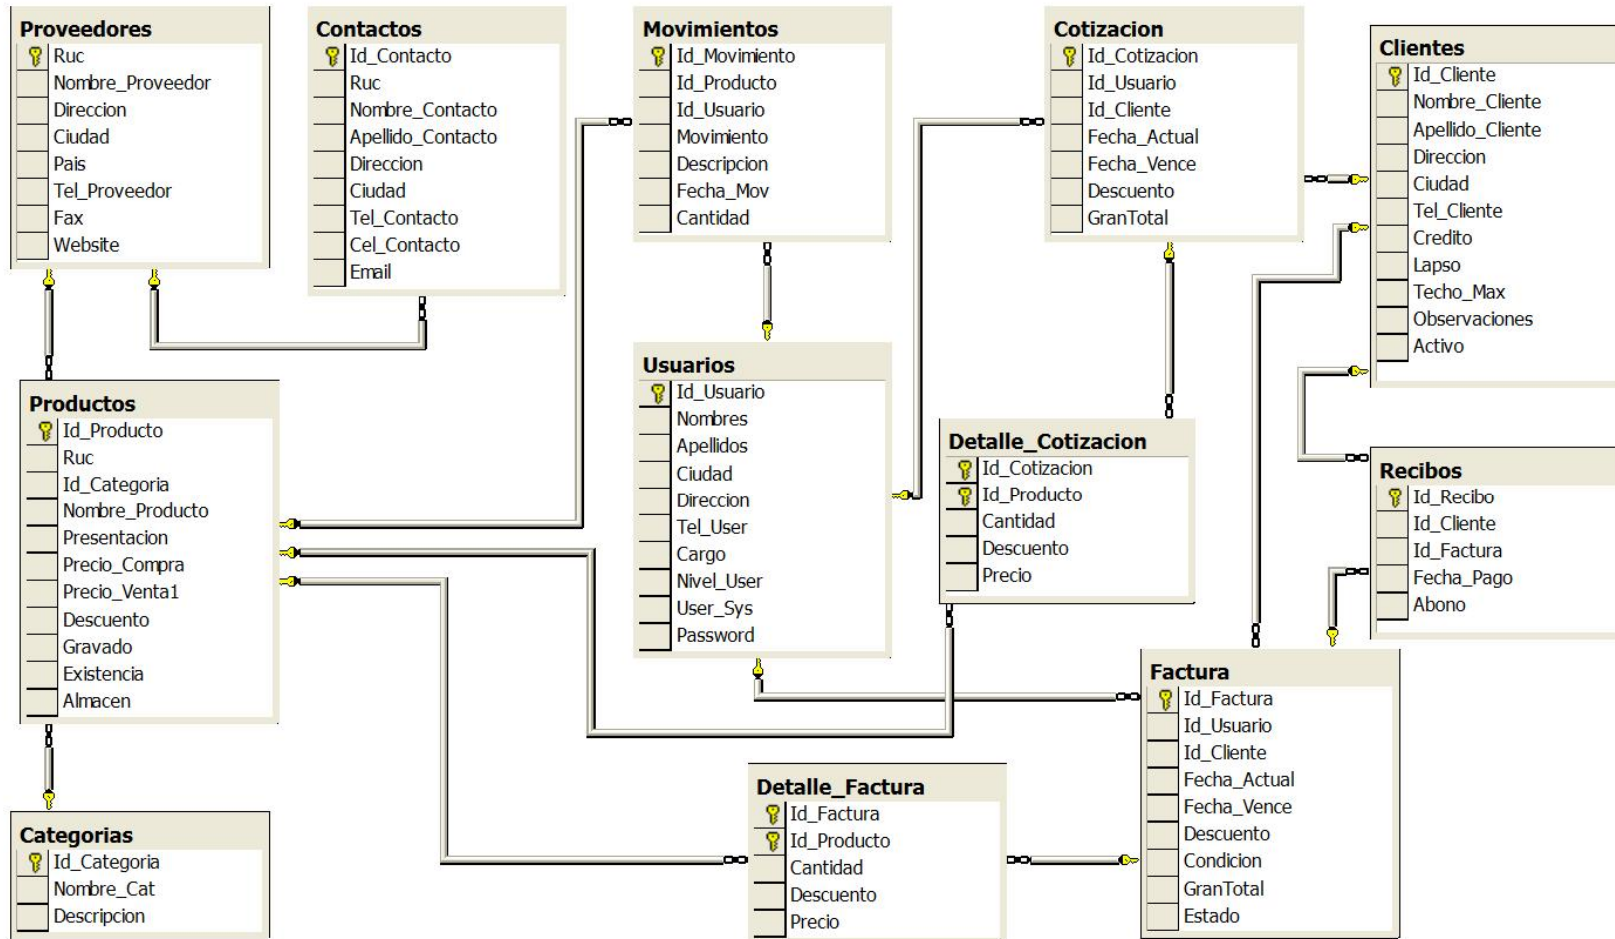 Proveedores
Ruc
Nombre_Proveedor
Direccion
Ciudad
Pais
Tel_Proveedor
Fax
Website
Contactos
Id_Contacto
Ruc
Nombre_Contacto
Apellido_Contacto
Direccion
Ciudad
Tel_Contacto
Cel_Contacto
Email
Movimientos
Id_Movimiento
Id_Producto
Id_Usuario
Movimiento
Descripcion
Fecha_Mov
Cantidad
Cotizacion
Id_Cotizacion
Id_Usuario
Id_Cliente
Fecha_Actual
Fecha_Vence
Descuento
GranTotal
Clientes
Id_Cliente
Nombre_Cliente
Apellido_Cliente
Direccion
Ciudad
Tel_Cliente
Credito
Lapso
Techo_Max
Observaciones
Activo
Productos
Id_Producto
Ruc
Id_Categoria
Nombre_Producto
Presentacion
Precio_Compra
Precio_Venta1
Descuento
Gravado
Existencia
Almacen
Usuarios
Id_Usuario
Nombres
Apellidos
Ciudad
Direccion
Tel_User
Cargo
Nivel_User
User_Sys
Password
Detalle_Cotizacion
Id_Cotizacion
Id_Producto
Cantidad
Descuento
Precio
Recibos
Id_Recibo
Id_Cliente
Id_Factura
Fecha_Pago
Abono
Categorias
Id_Categoria
Nombre_Cat
Descripcion
Detalle_Factura
Id_Factura
Id_Producto
Cantidad
Descuento
Precio
Factura
Id_Factura
Id_Usuario
Id_Cliente
Fecha_Actual
Fecha_Vence
Descuento
Condicion
GranTotal
Estado